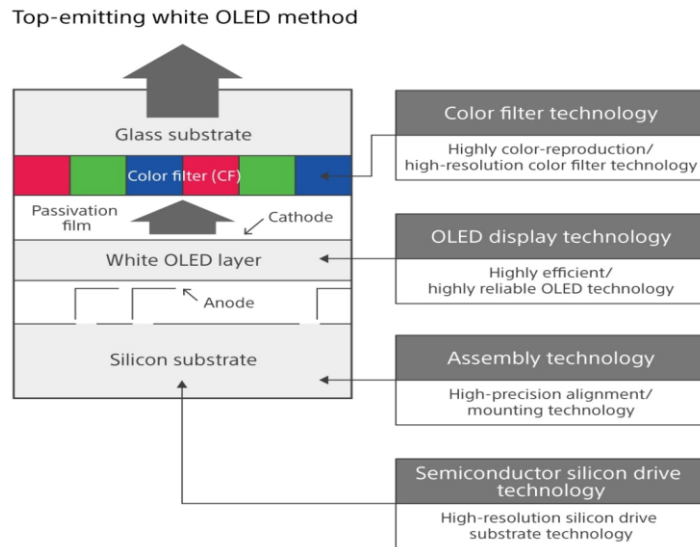 Top-emitting white OLED method
Glass substrate
Color filter (CF)
Passivation
film
Cathode
White OLED layer
Anode
Silicon substrate
Color filter technology
Highly color-reproduction/
high-resolution color filter technology
OLED display technology
Highly efficient/
highly reliable OLED technology
Assembly technology
High-precision alignment/
mounting technology
Semiconductor silicon drive
technology
High-resolution silicon drive
substrate technology